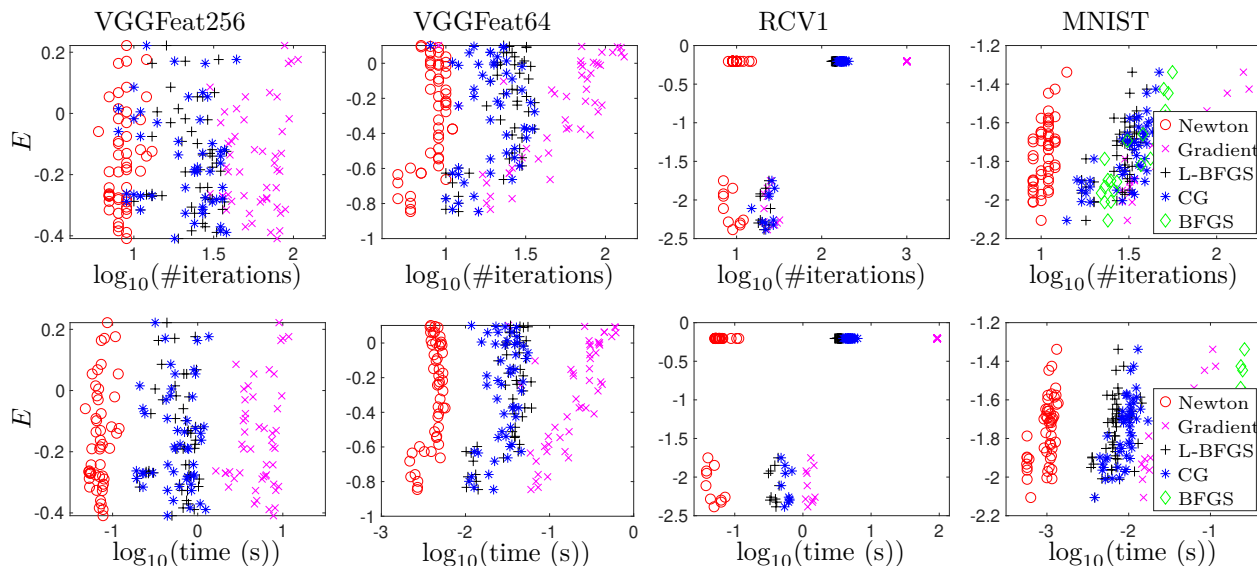 VGGFeat256 VGGFeat64 RCV1 MNIST
0.2 0 -0.2 -0.4
E
1 1.5 2
log10(#iterations)
0 -0.2 -0.4 -0.6 -0.8 -1
1 1.5 2
log10(#iterations)
0 -0.5 -1 -1.5 -2 -2.5
1 2 3
log10(#iterations)
-1.2 -1.4 -1.6 -1.8 -2 -2.2
1 1.5 2
log10(#iterations)
Newton
Gradient
L-BFGS
CG
BFGS
0.2 0 -0.2 -0.4
E
-1 0 1
log10(time (s))
0 -0.2 -0.4 -0.6 -0.8 -1
-3 -2 -1 0
log10(time (s))
0 -0.5 -1 -1.5 -2 -2.5
-1 0 1 2
log10(time (s))
-1.2 -1.4 -1.6 -1.8 -2 -2.2
-3 -2 -1
log10(time (s))
Newton
Gradient
L-BFGS
CG
BFGS